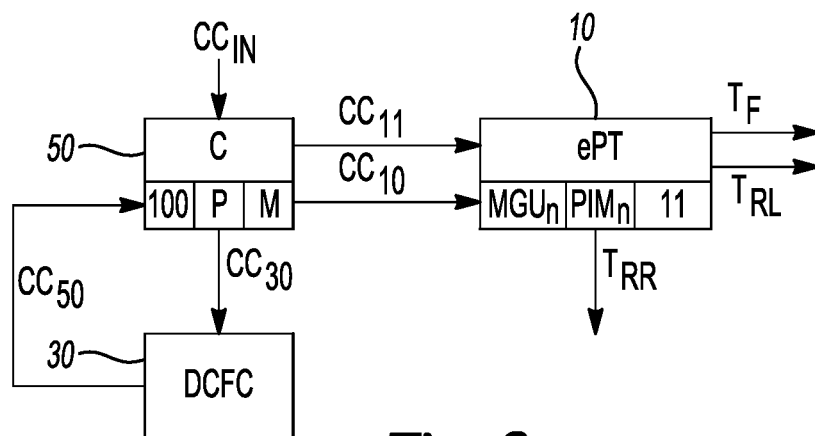 CC_IN
10
50
C
CC_11
ePT
T_F
100 P M
CC_10
MGU_n PIM_n 11
T_RL
CC_50
CC_30
T_RR
30
DCFC